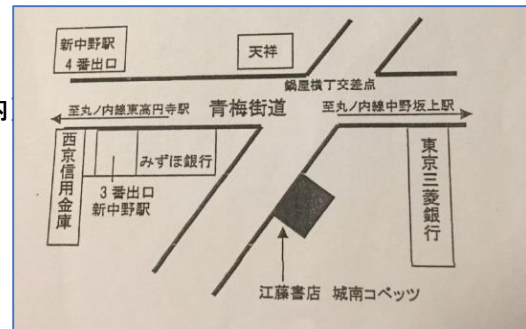 新中野駅
4番出口
天祥
鍋屋横丁交差点
至丸ノ内線東高円寺駅
青梅街道
至丸ノ内線中野坂上駅
西京信用金庫
みずほ銀行
3番出口
新中野駅
東京三菱銀行
江藤書店 城南コベッツ